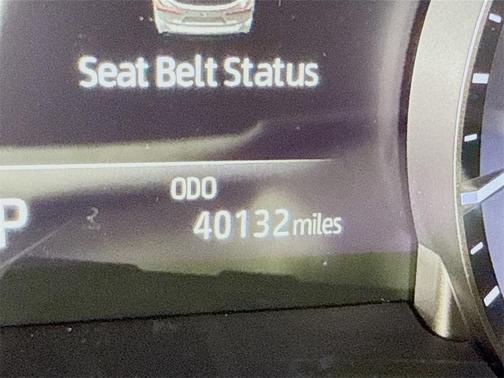 Seat Belt Status
ODO
P
40132 miles